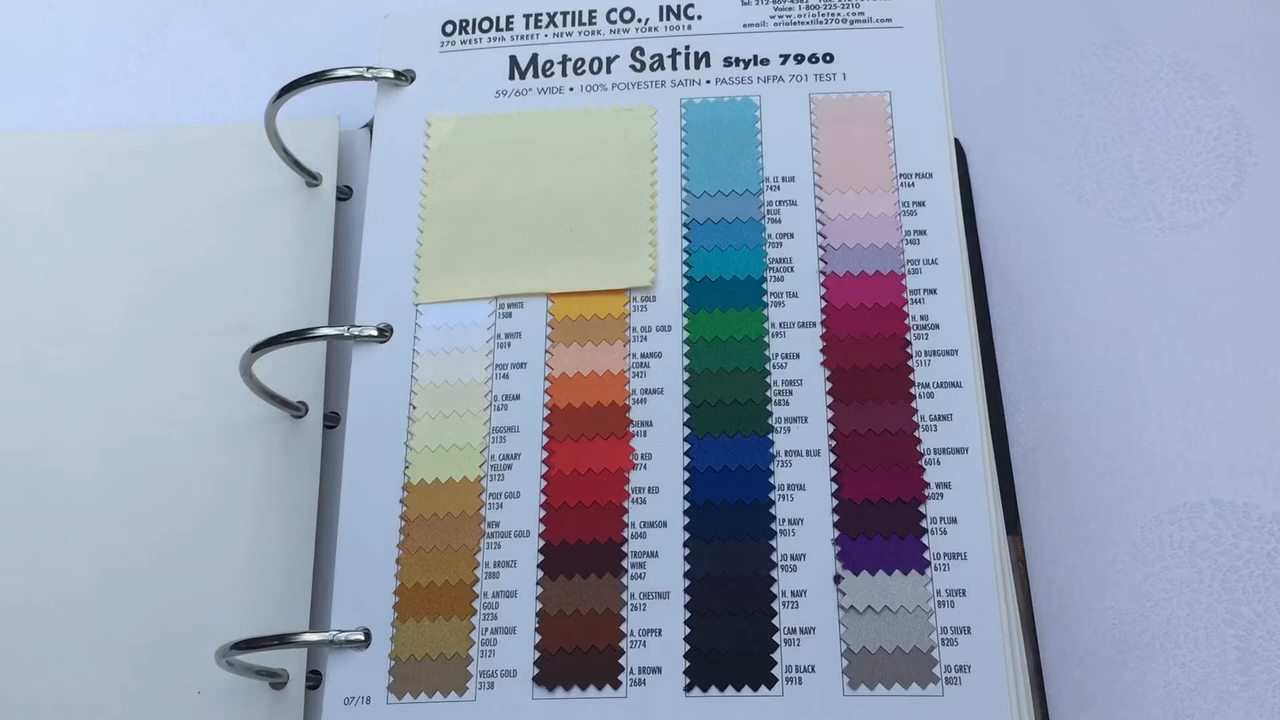 ORIOLE TEXTILE CO., INC.
270 WEST 39th STREET • NEW YORK, NEW YORK 10018
Voice: 1-800-225-2210
www.orioletex.com
email: orioletextile270@gmail.com
Meteor Satin Style 7960
59/60" WIDE • 100% POLYESTER SATIN • PASSES NFPA 701 TEST 1
JO WHITE
1508
H. WHITE
1019
POLY IVORY
1146
O. CREAM
1670
EGGSHELL
3135
H. CANARY
YELLOW
3123
POLY GOLD
3134
NEW
ANTIQUE GOLD
3126
H. BRONZE
2880
H. ANTIQUE
GOLD
3236
LP ANTIQUE
GOLD
3121
VEGAS GOLD
3138
H. GOLD
3125
H. OLD GOLD
3124
H. MANGO
CORAL
3421
H. ORANGE
3449
SIENNA
3418
JO RED
4774
VERY RED
4436
H. CRIMSON
6040
TROPANA
WINE
6047
H. CHESTNUT
2612
A. COPPER
2774
A. BROWN
2684
H. LT. BLUE
7424
JO CRYSTAL
BLUE
7066
H. COPEN
7039
SPARKLE
PEACOCK
7360
POLY TEAL
7095
H. KELLY GREEN
6951
LP GREEN
6567
H. FOREST
GREEN
6836
JO HUNTER
6759
H. ROYAL BLUE
7355
JO ROYAL
7915
LP NAVY
9015
JO NAVY
9050
H. NAVY
9723
CAM NAVY
9012
JO BLACK
9918
POLY PEACH
4164
ICE PINK
3505
JO PINK
3403
POLY LILAC
6301
HOT PINK
3441
H. NU
CRIMSON
5012
JO BURGUNDY
5117
PAM CARDINAL
6100
H. GARNET
5013
LO BURGUNDY
6016
H. WINE
6029
JO PLUM
6156
LO PURPLE
6121
H. SILVER
8910
JO SILVER
8205
JO GREY
8021
07/18